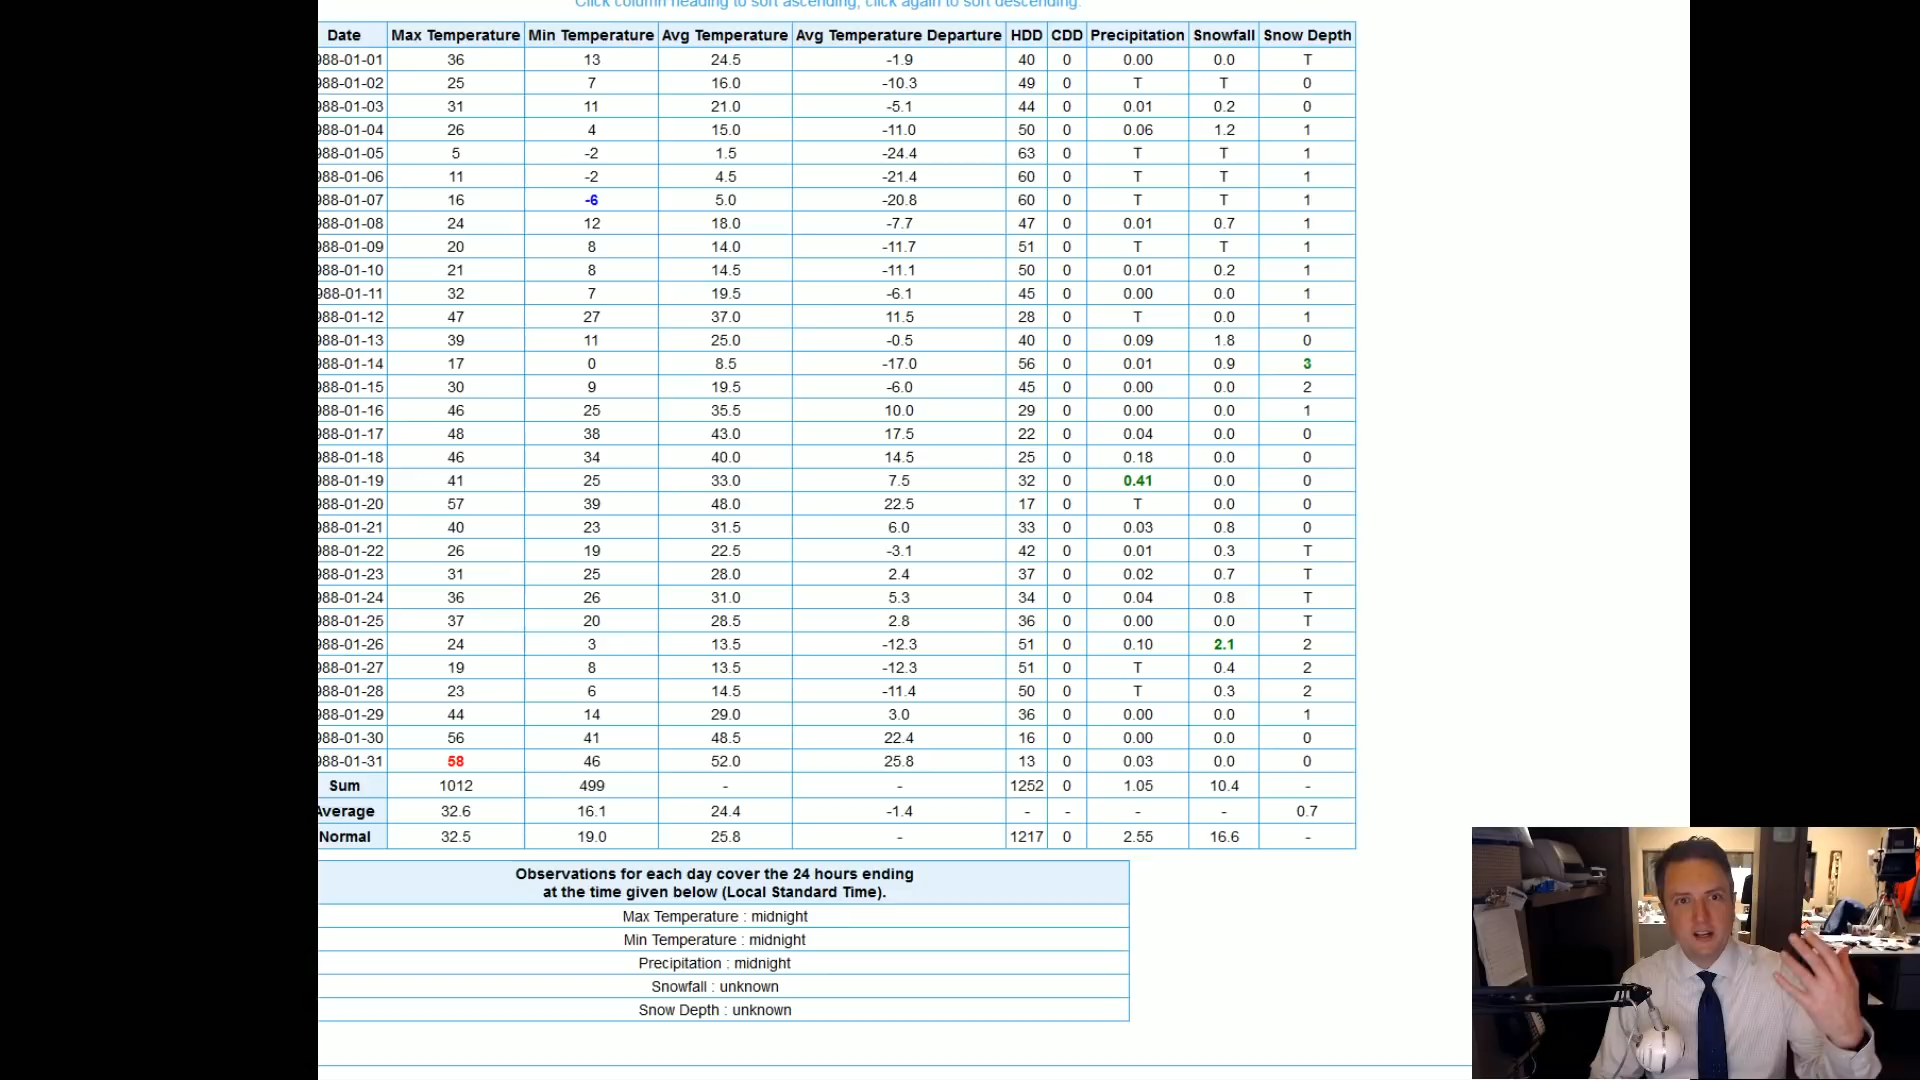 Click column heading to sort ascending, click again to sort descending.
Date Max Temperature Min Temperature Avg Temperature Avg Temperature Departure HDD CDD Precipitation Snowfall Snow Depth
988-01-01 36 13 24.5 -1.9 40 0 0.00 0.0 T
988-01-02 25 7 16.0 -10.3 49 0 T T 0
988-01-03 31 11 21.0 -5.1 44 0 0.01 0.2 0
988-01-04 26 4 15.0 -11.0 50 0 0.06 1.2 1
988-01-05 5 -2 1.5 -24.4 63 0 T T 1
988-01-06 11 -2 4.5 -21.4 60 0 T T 1
988-01-07 16 -6 5.0 -20.8 60 0 T T 1
988-01-08 24 12 18.0 -7.7 47 0 0.01 0.7 1
988-01-09 20 8 14.0 -11.7 51 0 T T 1
988-01-10 21 8 14.5 -11.1 50 0 0.01 0.2 1
988-01-11 32 7 19.5 -6.1 45 0 0.00 0.0 1
988-01-12 47 27 37.0 11.5 28 0 T 0.0 1
988-01-13 39 11 25.0 -0.5 40 0 0.09 1.8 0
988-01-14 17 0 8.5 -17.0 56 0 0.01 0.9 3
988-01-15 30 9 19.5 -6.0 45 0 0.00 0.0 2
988-01-16 46 25 35.5 10.0 29 0 0.00 0.0 1
988-01-17 48 38 43.0 17.5 22 0 0.04 0.0 0
988-01-18 46 34 40.0 14.5 25 0 0.18 0.0 0
988-01-19 41 25 33.0 7.5 32 0 0.41 0.0 0
988-01-20 57 39 48.0 22.5 17 0 T 0.0 0
988-01-21 40 23 31.5 6.0 33 0 0.03 0.8 0
988-01-22 26 19 22.5 -3.1 42 0 0.01 0.3 T
988-01-23 31 25 28.0 2.4 37 0 0.02 0.7 T
988-01-24 36 26 31.0 5.3 34 0 0.04 0.8 T
988-01-25 37 20 28.5 2.8 36 0 0.00 0.0 T
988-01-26 24 3 13.5 -12.3 51 0 0.10 2.1 2
988-01-27 19 8 13.5 -12.3 51 0 T 0.4 2
988-01-28 23 6 14.5 -11.4 50 0 T 0.3 2
988-01-29 44 14 29.0 3.0 36 0 0.00 0.0 1
988-01-30 56 41 48.5 22.4 16 0 0.00 0.0 0
988-01-31 58 46 52.0 25.8 13 0 0.03 0.0 0
Sum 1012 499 - - 1252 0 1.05 10.4 -
Average 32.6 16.1 24.4 -1.4 - - - - 0.7
Normal 32.5 19.0 25.8 - 1217 0 2.55 16.6 -
Observations for each day cover the 24 hours ending
at the time given below (Local Standard Time).
Max Temperature : midnight
Min Temperature : midnight
Precipitation : midnight
Snowfall : unknown
Snow Depth : unknown